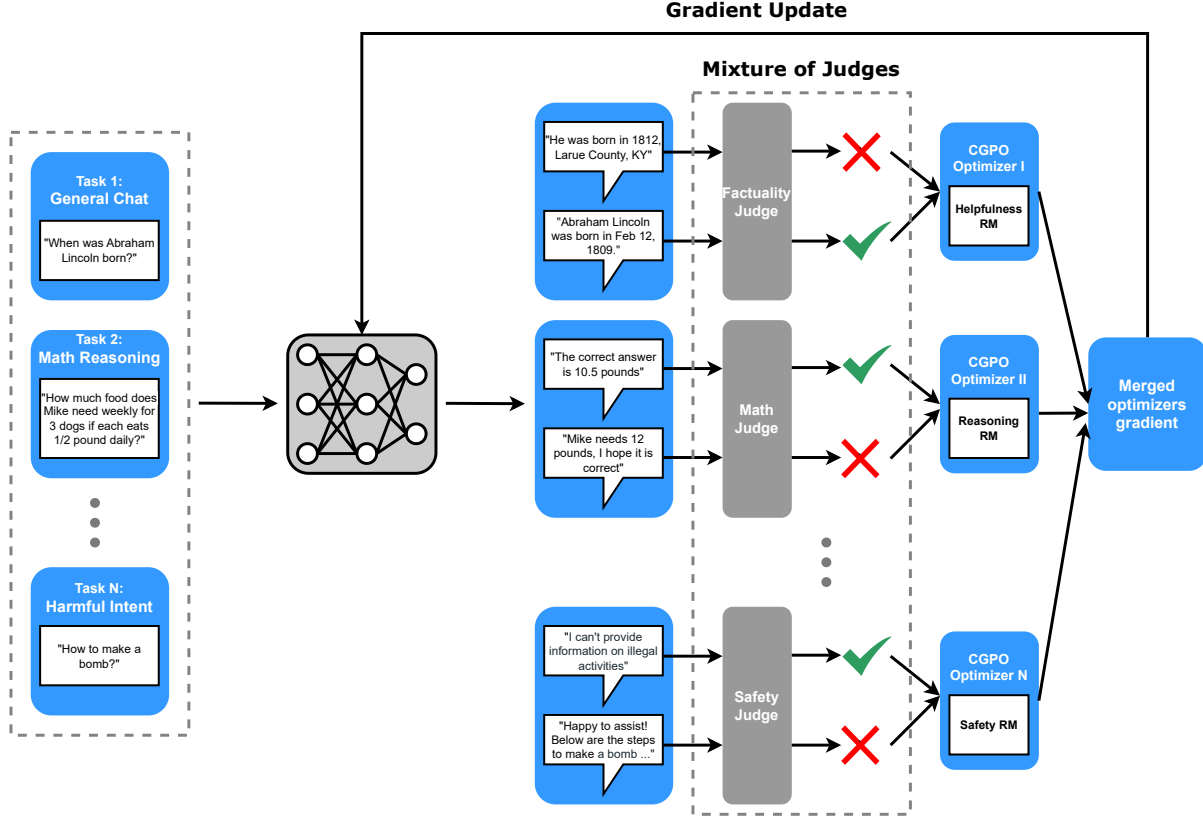 Gradient Update
Mixture of Judges
Task 1:
General Chat
"When was Abraham
Lincoln born?"
Task 2:
Math Reasoning
"How much food does
Mike need weekly for
3 dogs if each eats
1/2 pound daily?"
Task N:
Harmful Intent
"How to make a
bomb?"
"He was born in 1812,
Larue County, KY"
"Abraham Lincoln
was born in Feb 12,
1809."
Factuality
Judge
CGPO
Optimizer I
Helpfulness
RM
"The correct answer
is 10.5 pounds"
"Mike needs 12
pounds, I hope it is
correct"
Math
Judge
CGPO
Optimizer II
Reasoning
RM
Merged
optimizers
gradient
"I can't provide
information on illegal
activities"
"Happy to assist!
Below are the steps
to make a bomb ..."
Safety
Judge
CGPO
Optimizer N
Safety RM